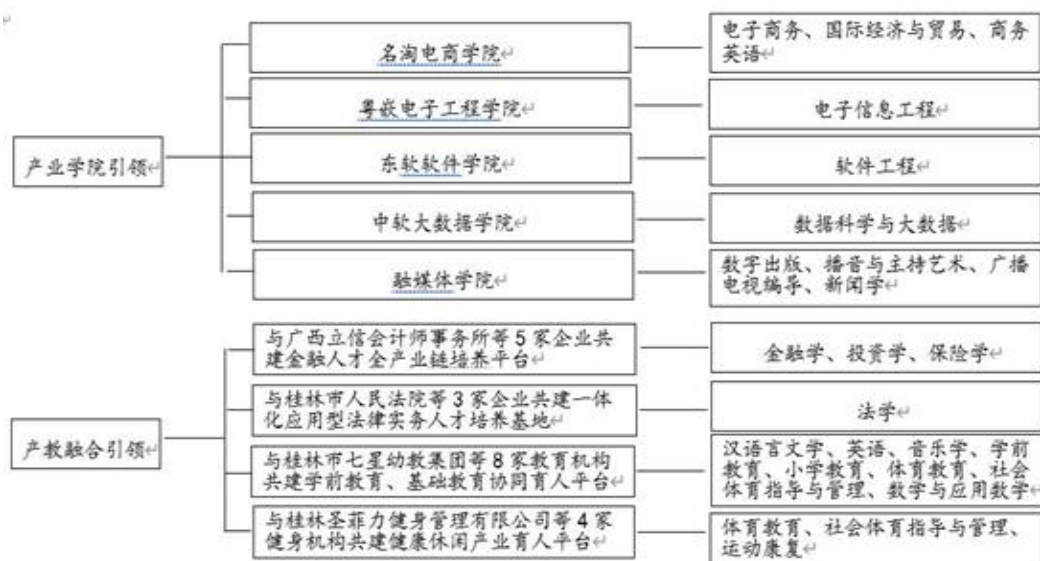 产业学院引领
名淘电商学院
电子商务、国际经济与贸易、商务
英语
粤嵌电子工程学院
电子信息工程
东软软件学院
软件工程
中软大数据学院
数据科学与大数据
融媒体学院
数字出版、播音与主持艺术、广播
电视编导、新闻学
产教融合引领
与广西立信会计师事务所等 5 家企业共
建金融人才全产业链培养平台
金融学、投资学、保险学
与桂林市人民法院等 3 家企业共建一体
化应用型法律实务人才培养基地
法学
与桂林市七星幼教集团等 8 家教育机构
共建学前教育、基础教育协同育人平台
汉语言文学、英语、音乐学、学前
教育、小学教育、体育教育、社会
体育指导与管理、数学与应用数学
与桂林圣菲力健身管理有限公司等 4 家
健身机构共建健康休闲产业育人平台
体育教育、社会体育指导与管理、
运动康复